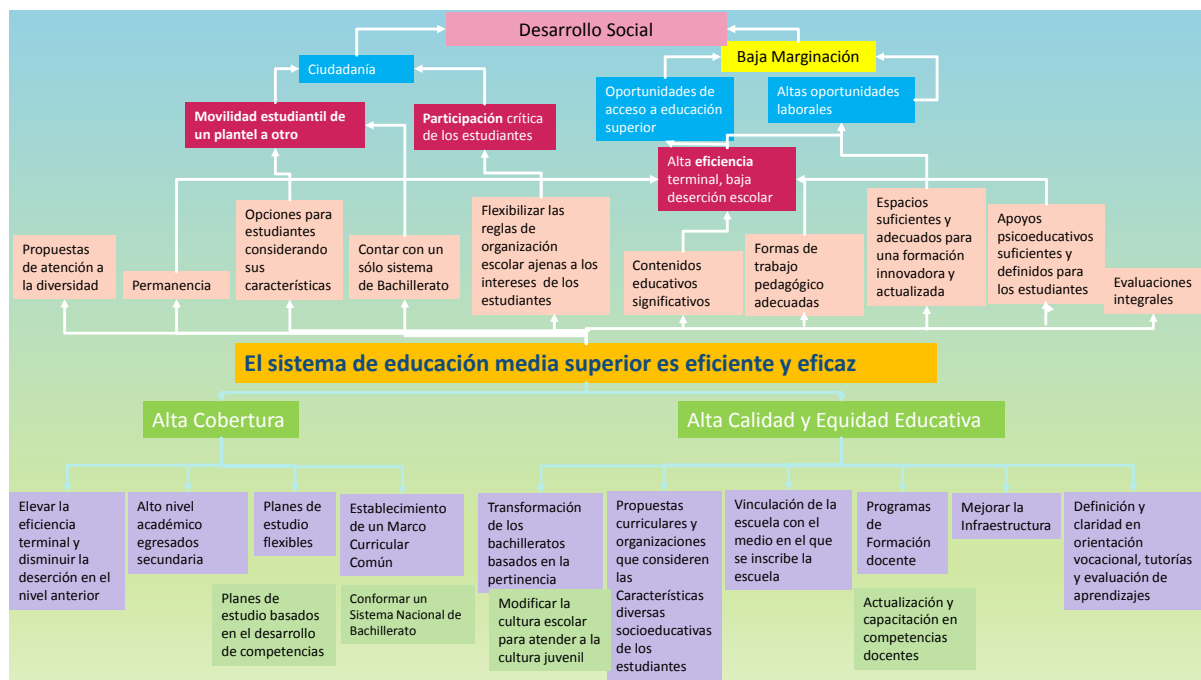 Desarrollo Social
Baja Marginación
Ciudadanía
Oportunidades de
acceso a educación
superior
Altas oportunidades
laborales
Movilidad estudiantil de
un plantel a otro
Participación crítica
de los estudiantes
Alta eficiencia
terminal, baja
deserción escolar
Propuestas
de atención a
la diversidad
Permanencia
Opciones para
estudiantes
considerando
sus
características
Contar con un
sólo sistema
de Bachillerato
Flexibilizar las
reglas de
organización
escolar ajenas a los
intereses de los
estudiantes
Contenidos
educativos
significativos
Formas de
trabajo
pedagógico
adecuadas
Espacios
suficientes y
adecuados para
una formación
innovadora y
actualizada
Apoyos
psicoeducativos
suficientes y
definidos para
los estudiantes
Evaluaciones
integrales
El sistema de educación media superior es eficiente y eficaz
Alta Cobertura
Alta Calidad y Equidad Educativa
Elevar la
eficiencia
terminal y
disminuir la
deserción en el
nivel anterior
Alto nivel
académico
egresados
secundaria
Planes de
estudio
flexibles
Establecimiento
de un Marco
Curricular
Común
Transformación
de los
bachilleratos
basados en la
pertinencia
Propuestas
curriculares y
organizaciones
que consideren
las
Características
diversas
socioeducativas
de los
estudiantes
Vinculación de la
escuela con el
medio en el que
se inscribe la
escuela
Programas
de
Formación
docente
Mejorar la
Infraestructura
Definición y
claridad en
orientación
vocacional, tutorías
y evaluación de
aprendizajes
Planes de
estudio basados
en el desarrollo
de competencias
Conformar un
Sistema Nacional de
Bachillerato
Modificar la
cultura escolar
para atender a la
cultura juvenil
Actualización y
capacitación en
competencias
docentes